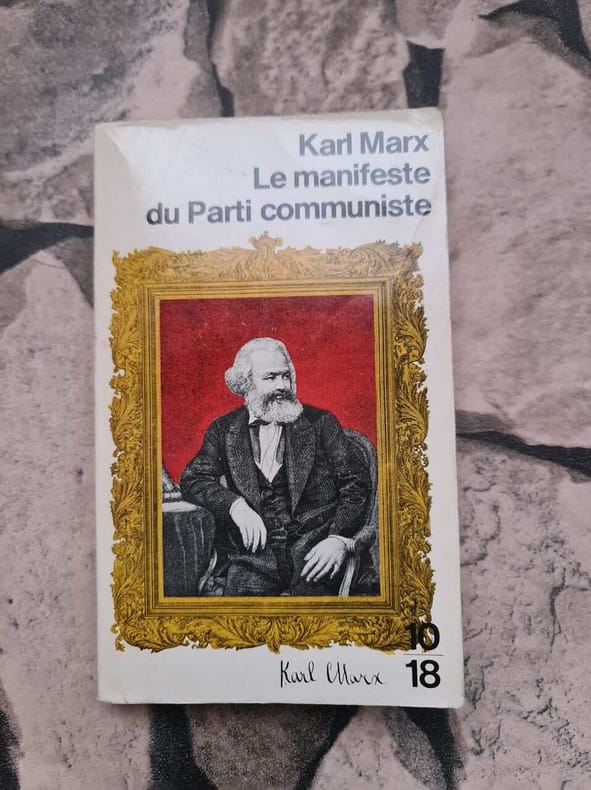 Karl Marx
Le manifeste
du Parti communiste
10
18
Karl Marx